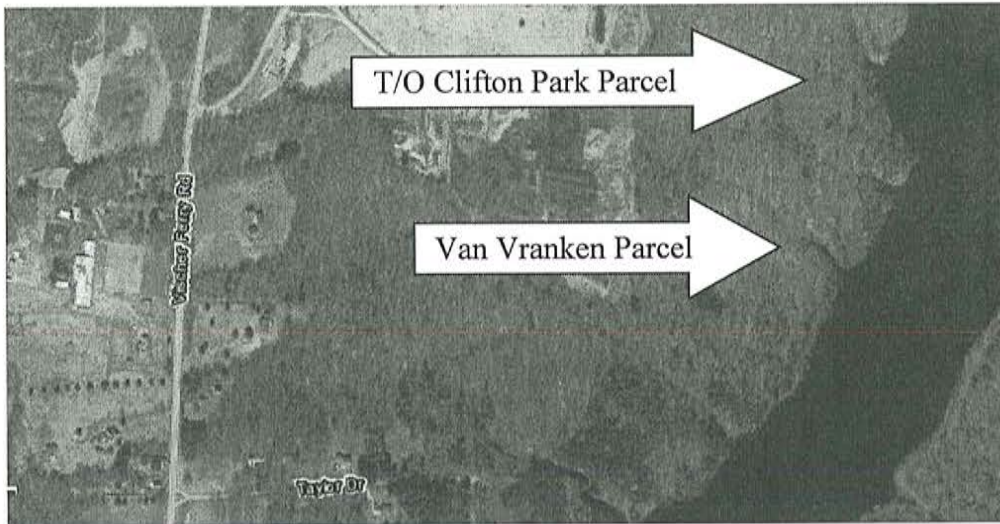 T/O Clifton Park Parcel
Van Vranken Parcel
Vischer Ferry Rd
Taylor Dr